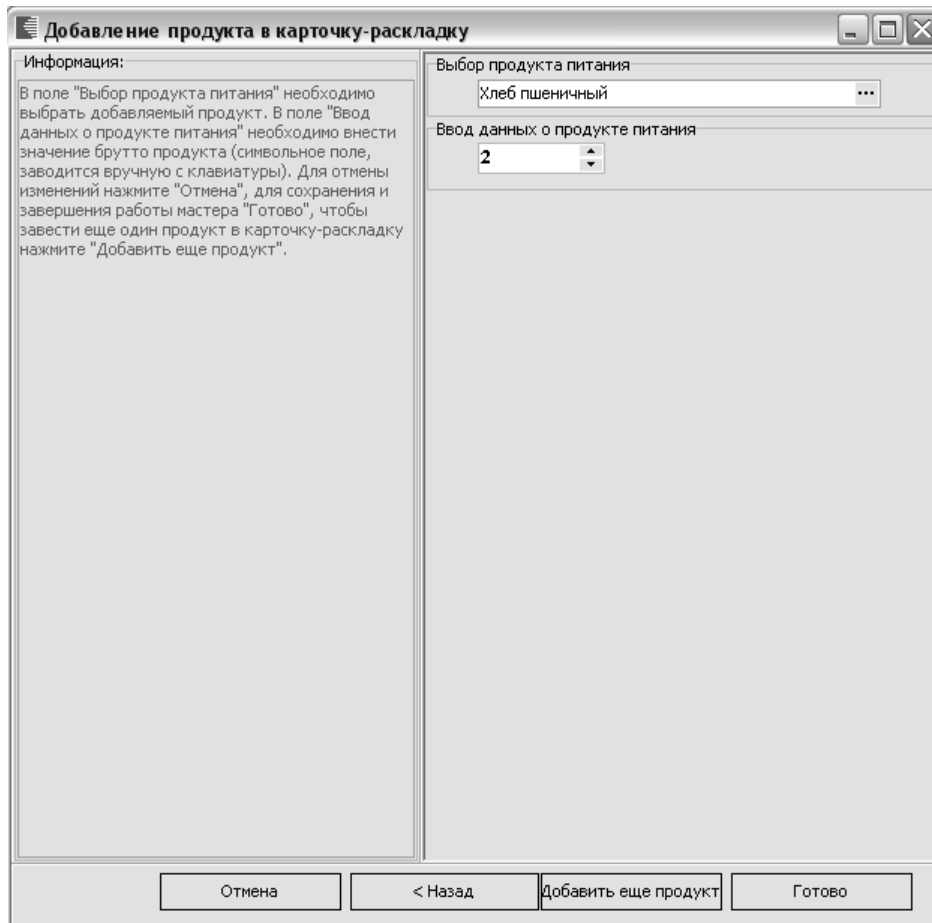 Добавление продукта в карточку-раскладку
Информация:
В поле "Выбор продукта питания" необходимо
выбрать добавляемый продукт. В поле "Ввод
данных о продукте питания" необходимо внести
значение брутто продукта (символьное поле,
заводится вручную с клавиатуры). Для отмены
изменений нажмите "Отмена", для сохранения и
завершения работы мастера "Готово", чтобы
завести еще один продукт в карточку-раскладку
нажмите "Добавить еще продукт".
Выбор продукта питания
Хлеб пшеничный ...
Ввод данных о продукте питания
2
Отмена
< Назад
Добавить еще продукт
Готово